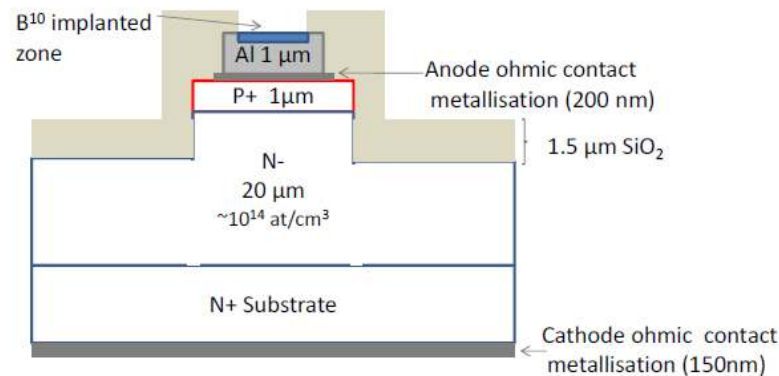 B¹⁰ implanted
zone
Al 1 µm
Anode ohmic contact
metallisation (200 nm)
P+ 1µm
1.5 µm SiO₂
N-
20 µm
~10¹⁴ at/cm³
N+ Substrate
Cathode ohmic contact
metallisation (150nm)